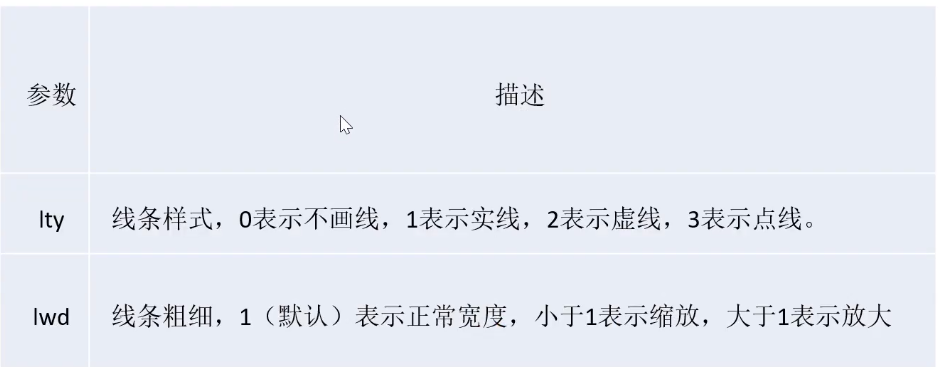 参数 描述
lty 线条样式，0表示不画线，1表示实线，2表示虚线，3表示点线。
lwd 线条粗细，1（默认）表示正常宽度，小于1表示缩放，大于1表示放大